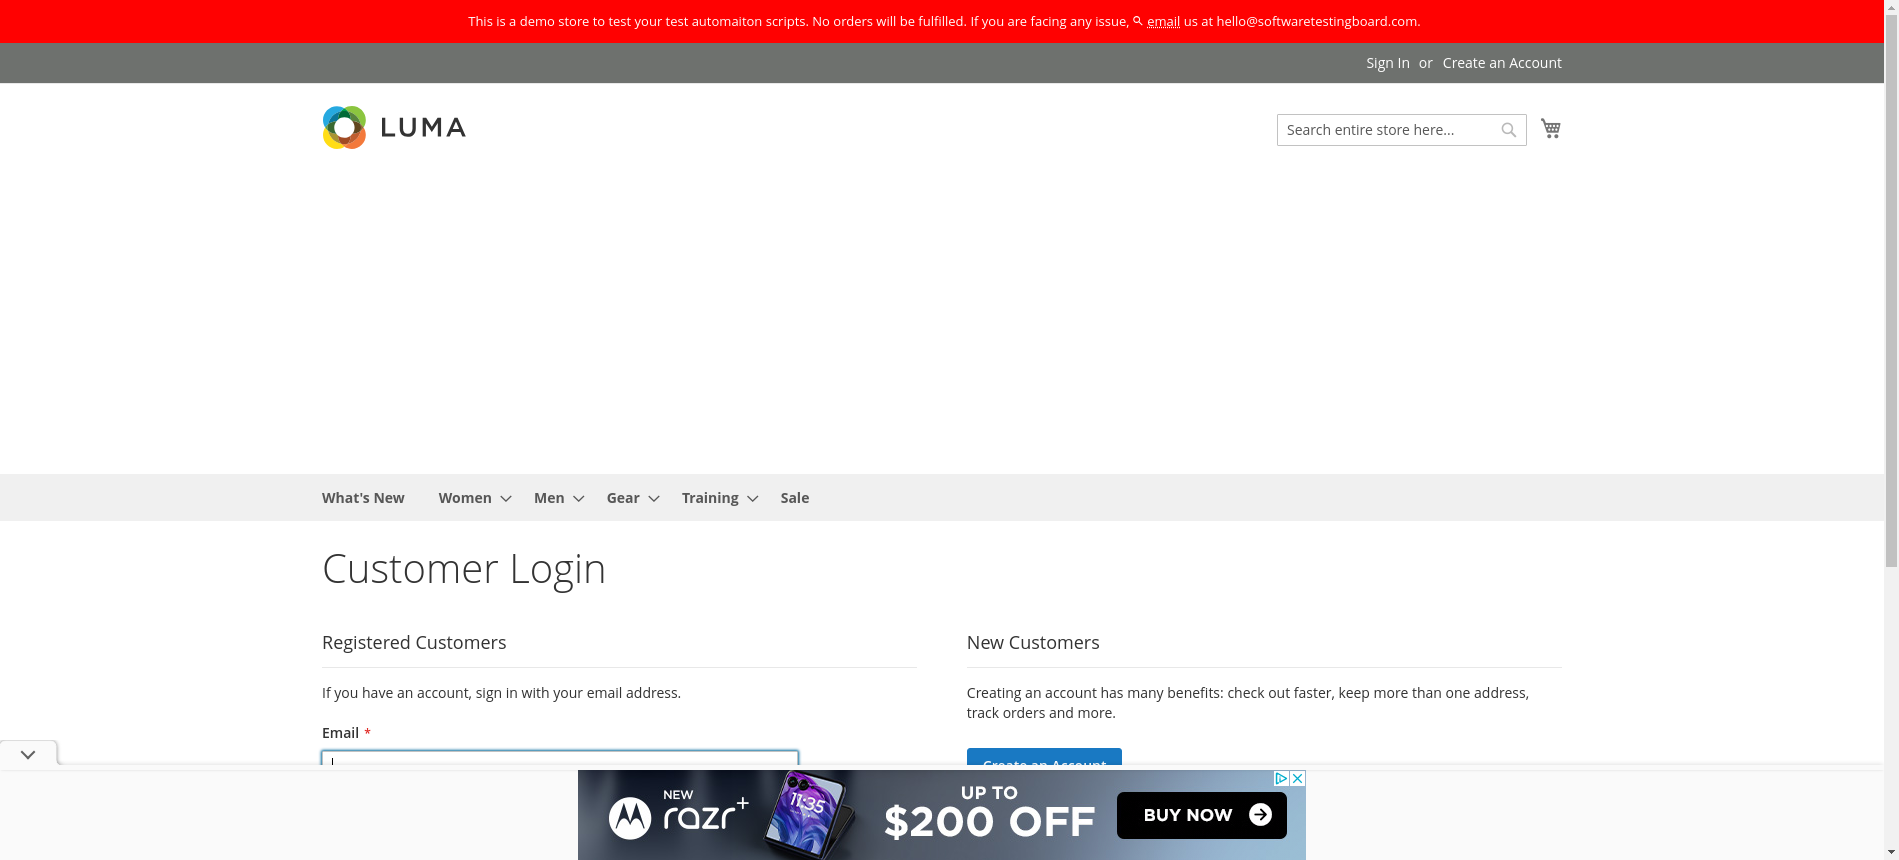 This is a demo store to test your test automaiton scripts. No orders will be fulfilled. If you are facing any issue, email us at hello@softwaretestingboard.com.
Sign In or Create an Account
LUMA
Search entire store here...
What's New Women Men Gear Training Sale
Customer Login
Registered Customers
New Customers
If you have an account, sign in with your email address.
Creating an account has many benefits: check out faster, keep more than one address,
track orders and more.
Email *
Create an Account
NEW
razr+
11:35
UP TO
$200 OFF
BUY NOW